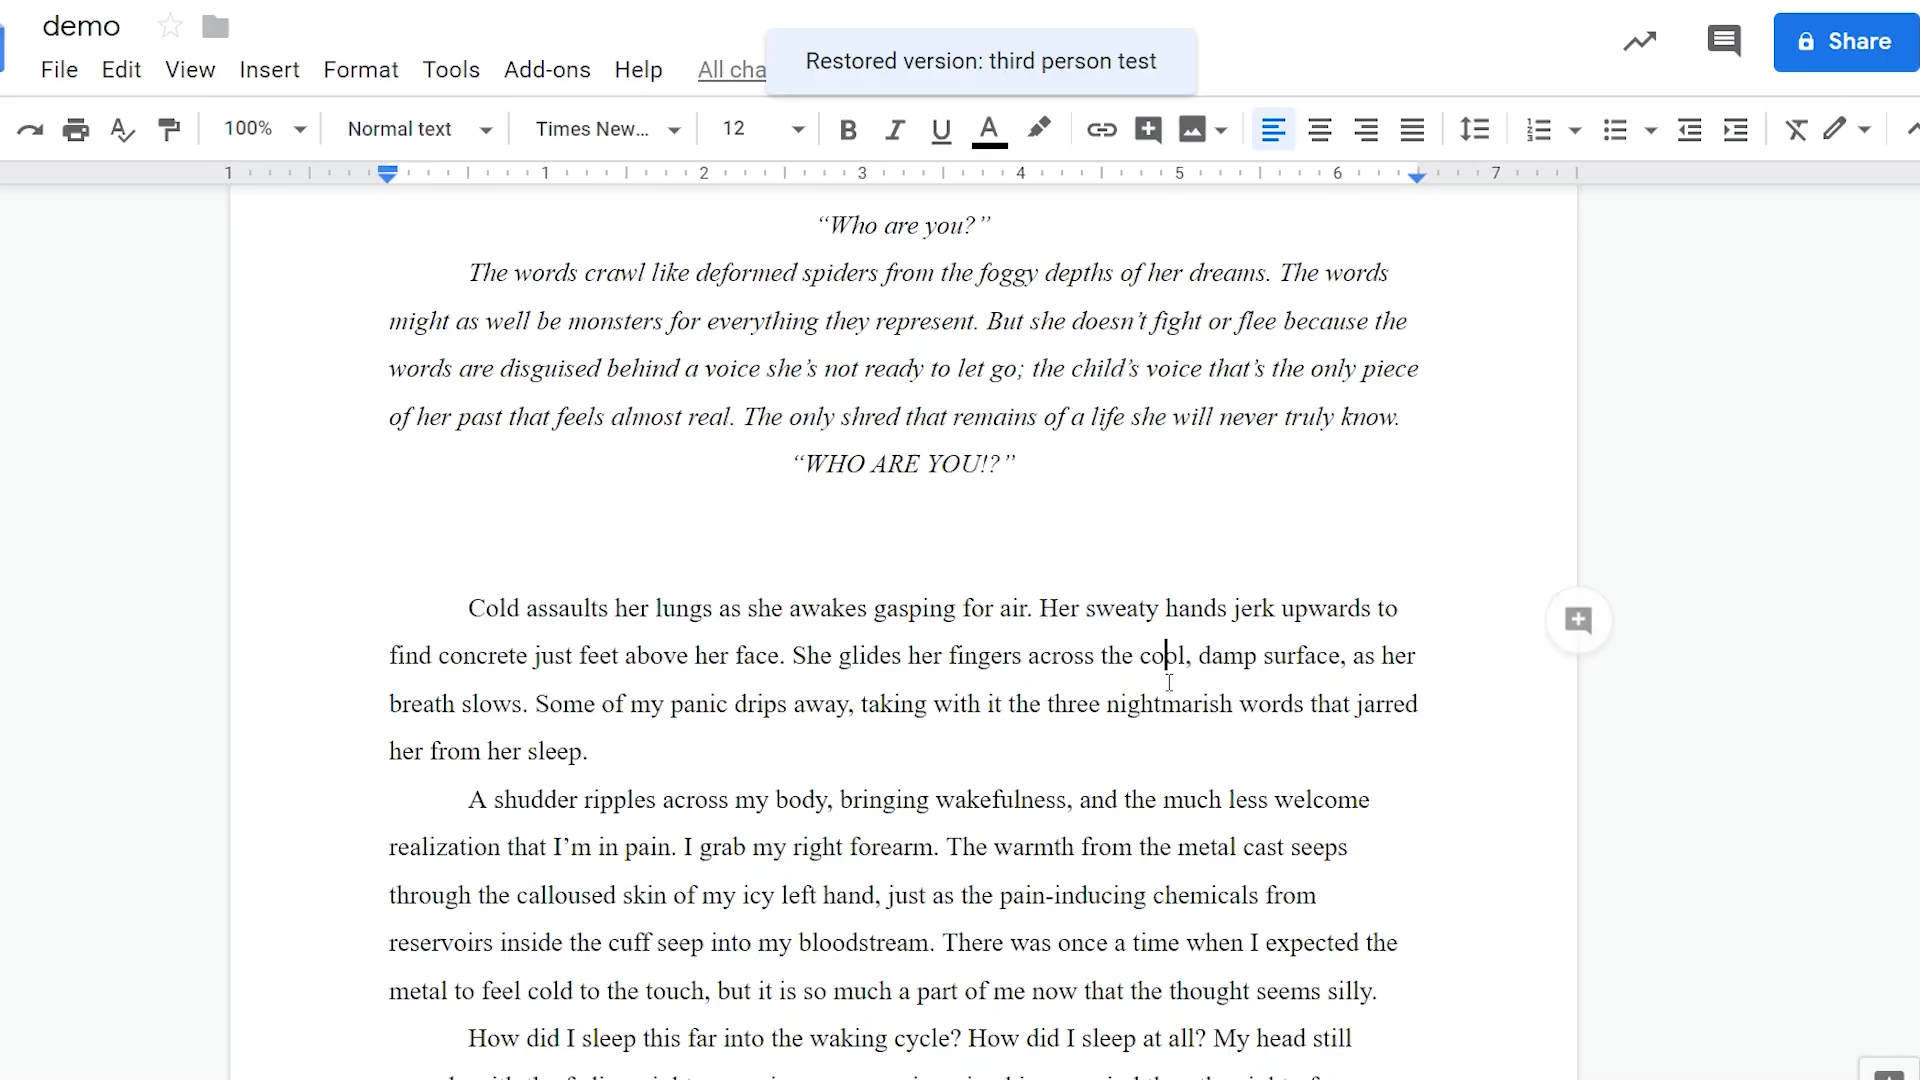 demo
Restored version: third person test
Share
File Edit View Insert Format Tools Add-ons Help All cha
100% Normal text Times New... 12
1 1 2 3 4 5 6 7
“Who are you?”
The words crawl like deformed spiders from the foggy depths of her dreams. The words
might as well be monsters for everything they represent. But she doesn’t fight or flee because the
words are disguised behind a voice she’s not ready to let go; the child’s voice that’s the only piece
of her past that feels almost real. The only shred that remains of a life she will never truly know.
“WHO ARE YOU!?”
Cold assaults her lungs as she awakes gasping for air. Her sweaty hands jerk upwards to
find concrete just feet above her face. She glides her fingers across the cool, damp surface, as her
breath slows. Some of my panic drips away, taking with it the three nightmarish words that jarred
her from her sleep.
A shudder ripples across my body, bringing wakefulness, and the much less welcome
realization that I’m in pain. I grab my right forearm. The warmth from the metal cast seeps
through the calloused skin of my icy left hand, just as the pain-inducing chemicals from
reservoirs inside the cuff seep into my bloodstream. There was once a time when I expected the
metal to feel cold to the touch, but it is so much a part of me now that the thought seems silly.
How did I sleep this far into the waking cycle? How did I sleep at all? My head still